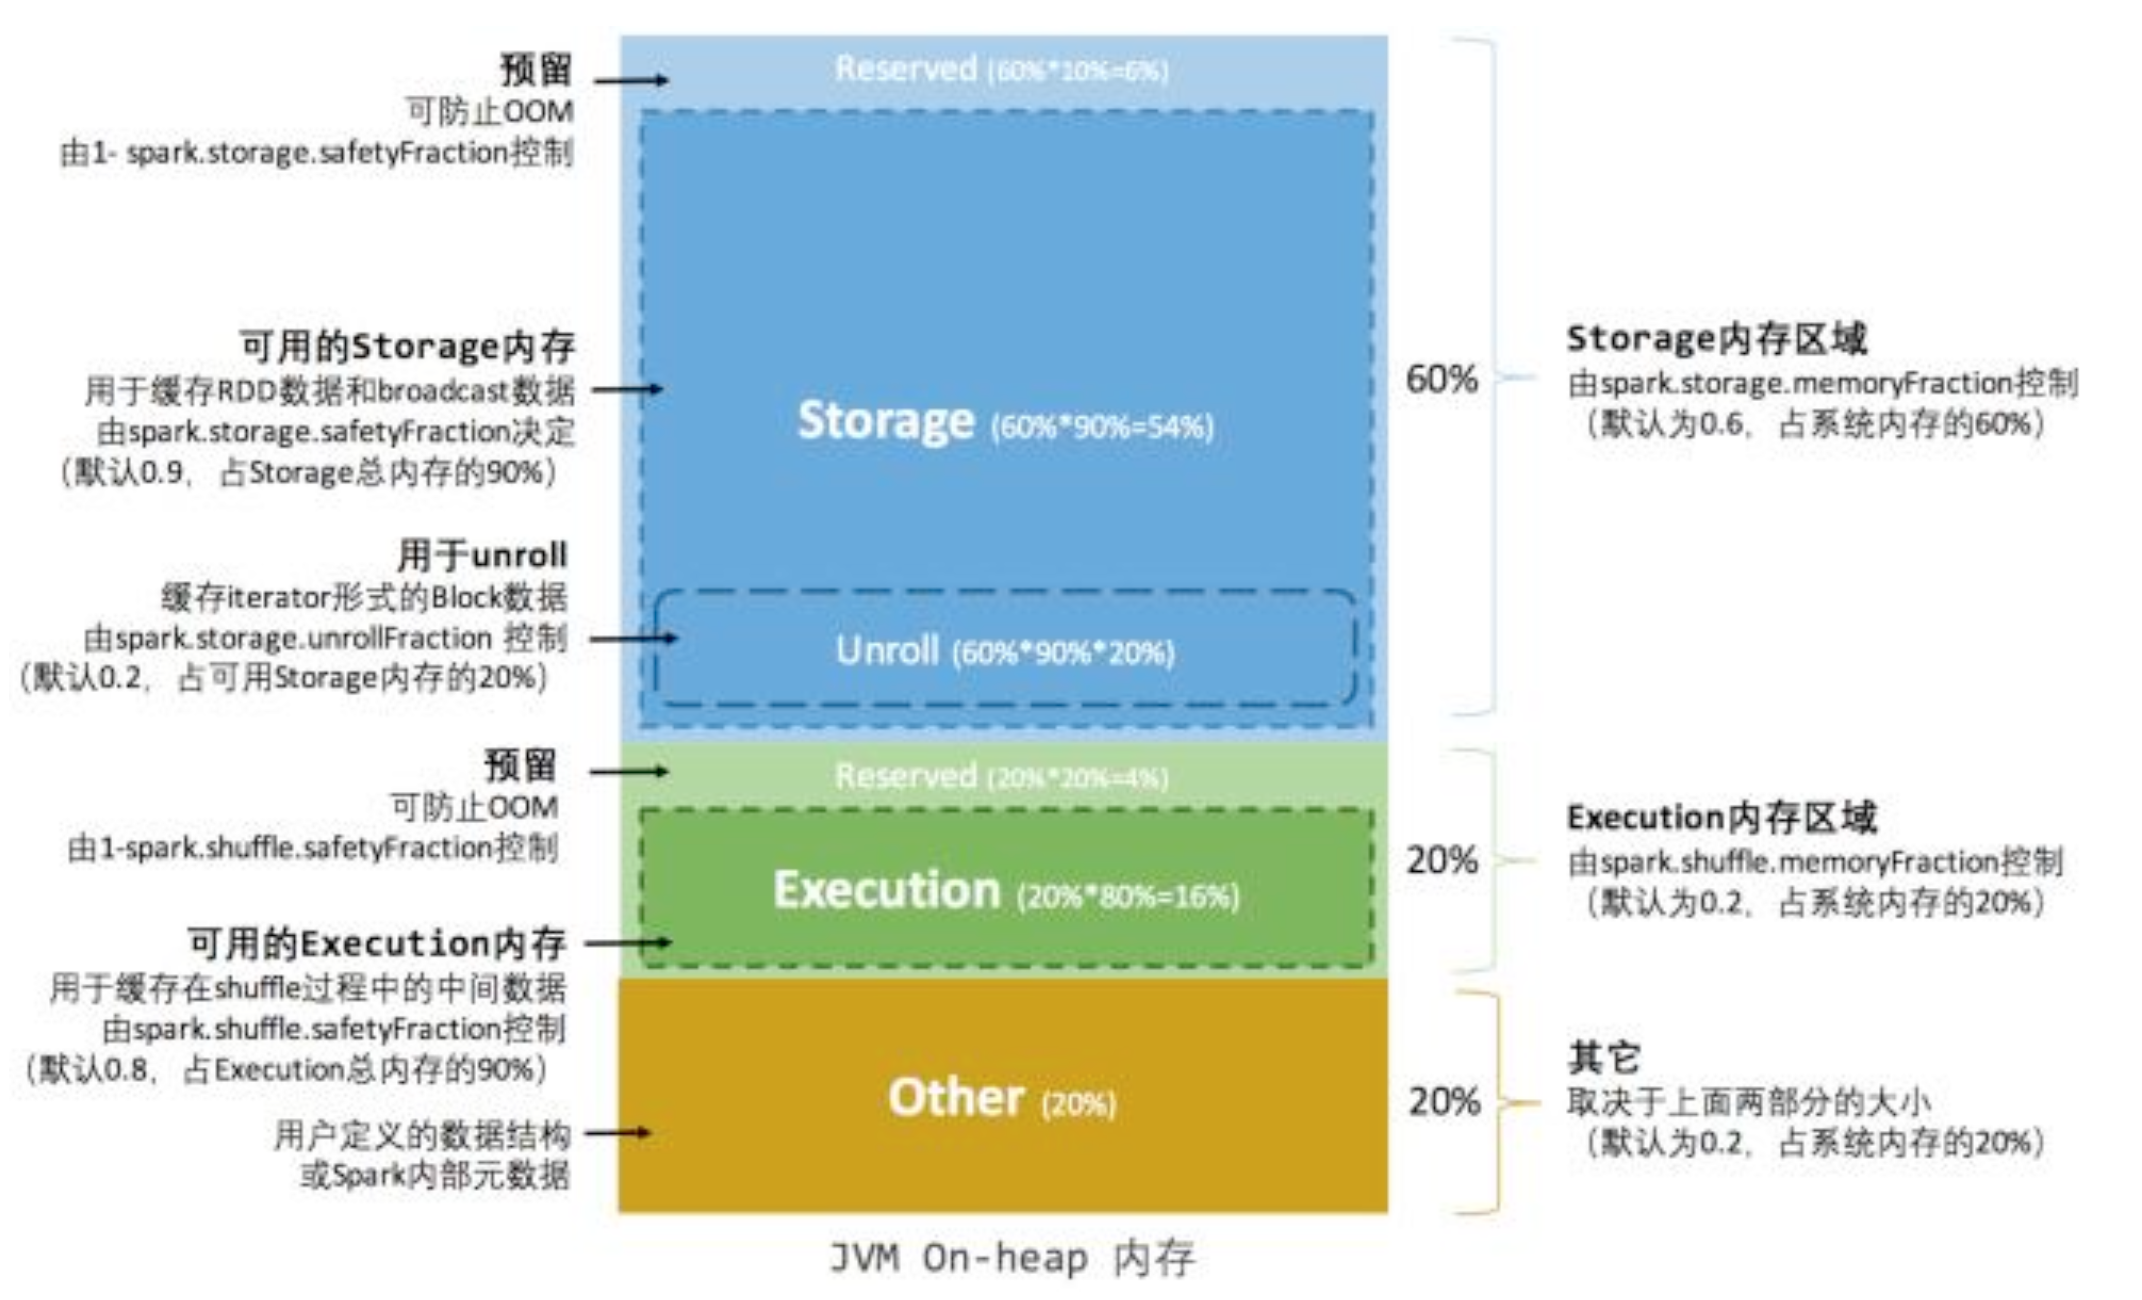 预留
可防止OOM
由1- spark.storage.safetyFraction控制
可用的Storage内存
用于缓存RDD数据和broadcast数据
由spark.storage.safetyFraction决定
（默认0.9，占Storage总内存的90%）
用于unroll
缓存iterator形式的Block数据
由spark.storage.unrollFraction 控制
（默认0.2，占可用Storage内存的20%）
预留
可防止OOM
由1-spark.shuffle.safetyFraction控制
可用的Execution内存
用于缓存在shuffle过程中的中间数据
由spark.shuffle.safetyFraction控制
（默认0.8，占Execution总内存的90%）
用户定义的数据结构
或Spark内部元数据
Reserved (60%*10%=6%)
Storage (60%*90%=54%)
Unroll (60%*90%*20%)
Reserved (20%*20%=4%)
Execution (20%*80%=16%)
Other (20%)
JVM On-heap 内存
60%
Storage内存区域
由spark.storage.memoryFraction控制
（默认为0.6，占系统内存的60%）
20%
Execution内存区域
由spark.shuffle.memoryFraction控制
（默认为0.2，占系统内存的20%）
20%
其它
取决于上面两部分的大小
（默认为0.2，占系统内存的20%）